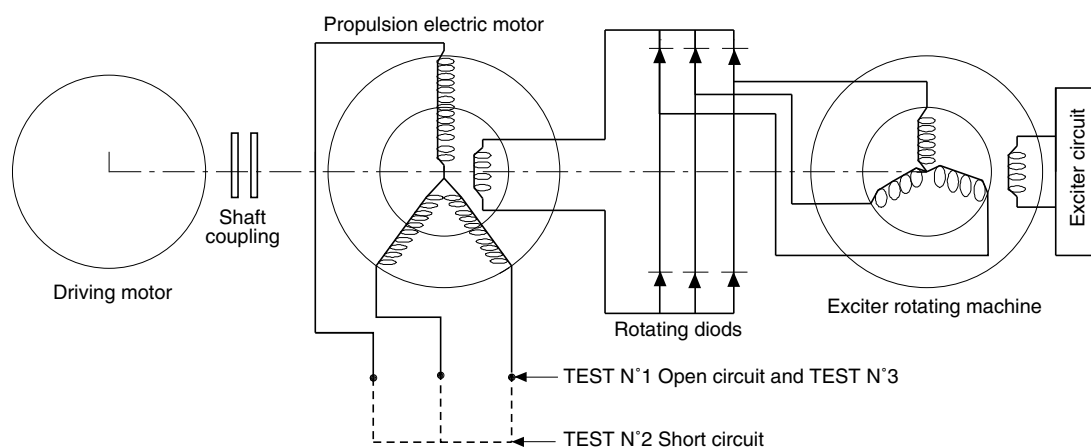 Propulsion electric motor
Shaft
coupling
Driving motor
Rotating diods
Exciter rotating machine
Exciter circuit
TEST N°1 Open circuit and TEST N°3
TEST N°2 Short circuit